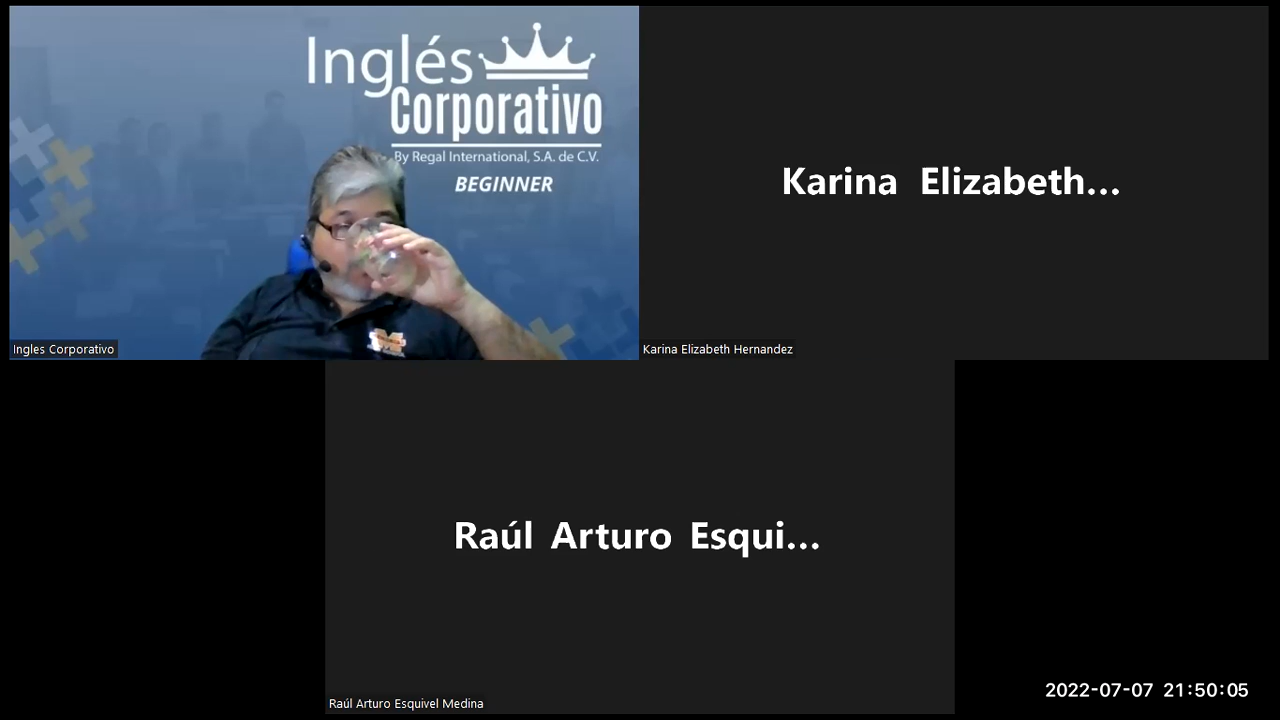 Inglés
Corporativo
By Regal International, S.A. de C.V.
BEGINNER
Ingles Corporativo
Karina Elizabeth...
Karina Elizabeth Hernandez
Raúl Arturo Esqui...
Raúl Arturo Esquivel Medina
2022-07-07 21:50:05